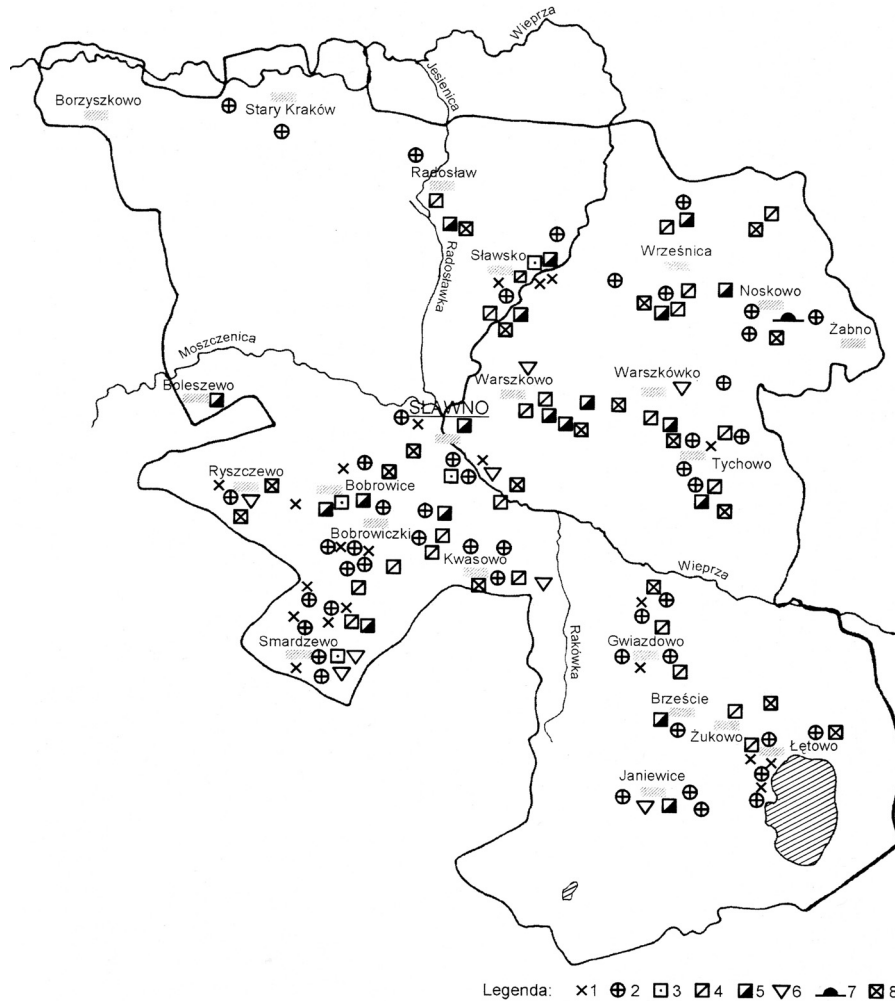 Wieprza
Jesienica
Borzyszkowo
Stary Kraków
Radosław
Radosławka
Sławsko
Wrześnica
Noskowo
Żabno
Moszczenica
Boleszewo
Warszkowo
Warszkówko
SŁAWNO
Ryszczewo
Bobrowice
Tychowo
Bobrowiczki
Kwasowo
Wieprza
Rakówka
Smardzewo
Gwiazdowo
Brzeście
Żukowo
Łętowo
Janiewice
Legenda: 1 2 3 4 5 6 7 8